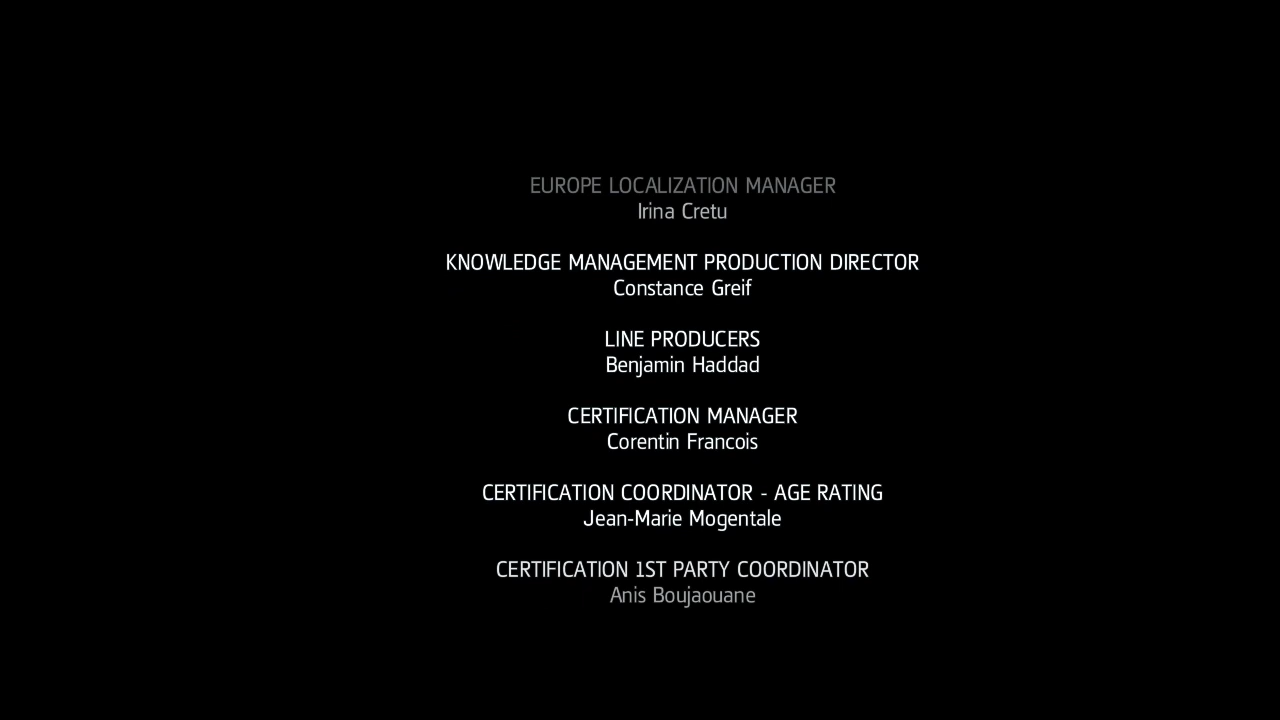 EUROPE LOCALIZATION MANAGER
Irina Cretu
KNOWLEDGE MANAGEMENT PRODUCTION DIRECTOR
Constance Greif
LINE PRODUCERS
Benjamin Haddad
CERTIFICATION MANAGER
Corentin Francois
CERTIFICATION COORDINATOR - AGE RATING
Jean-Marie Mogentale
CERTIFICATION 1ST PARTY COORDINATOR
Anis Boujaouane